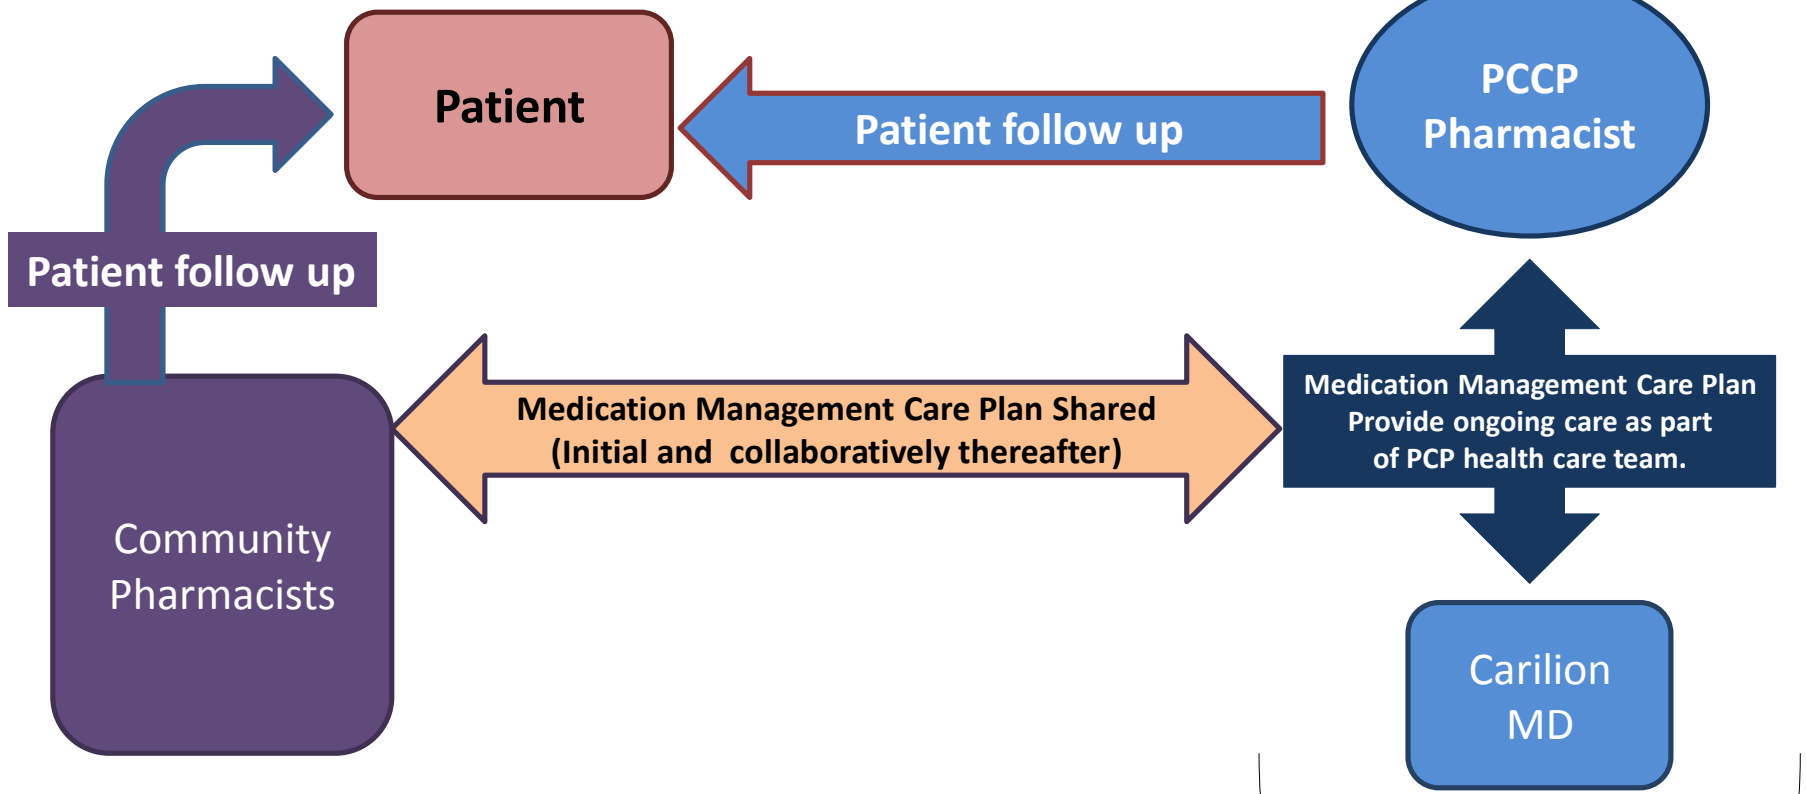 Patient
Patient follow up
PCCP
Pharmacist
Patient follow up
Medication Management Care Plan Shared
(Initial and collaboratively thereafter)
Medication Management Care Plan
Provide ongoing care as part
of PCP health care team.
Community
Pharmacists
Carilion
MD